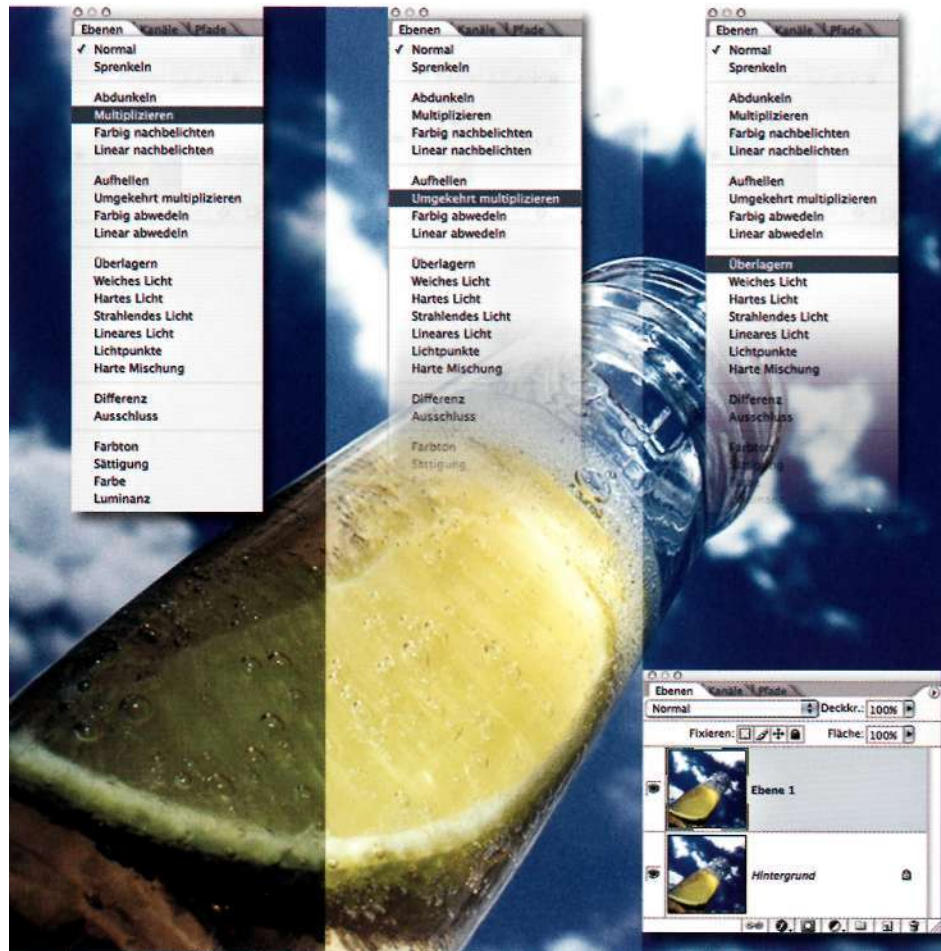 Ebenen Kanäle Pfade
✓ Normal
Sprenkeln
Abdunkeln
Multiplizieren
Farbig nachbelichten
Linear nachbelichten
Aufhellen
Umgekehrt multiplizieren
Farbig abwedeln
Linear abwedeln
Überlagern
Weiches Licht
Hartes Licht
Strahlendes Licht
Lineares Licht
Lichtpunkte
Harte Mischung
Differenz
Ausschluss
Farbton
Sättigung
Farbe
Luminanz
Ebenen Kanäle Pfade
✓ Normal
Sprenkeln
Abdunkeln
Multiplizieren
Farbig nachbelichten
Linear nachbelichten
Aufhellen
Umgekehrt multiplizieren
Farbig abwedeln
Linear abwedeln
Überlagern
Weiches Licht
Hartes Licht
Strahlendes Licht
Lineares Licht
Lichtpunkte
Harte Mischung
Differenz
Ausschluss
Farbton
Sättigung
Ebenen Kanäle Pfade
✓ Normal
Sprenkeln
Abdunkeln
Multiplizieren
Farbig nachbelichten
Linear nachbelichten
Aufhellen
Umgekehrt multiplizieren
Farbig abwedeln
Linear abwedeln
Überlagern
Weiches Licht
Hartes Licht
Strahlendes Licht
Lineares Licht
Lichtpunkte
Harte Mischung
Differenz
Ausschluss
Farbton
Sättigung
Ebenen Kanäle Pfade
Normal Deckkr.: 100%
Fixieren: Fläche: 100%
Ebene 1
Hintergrund